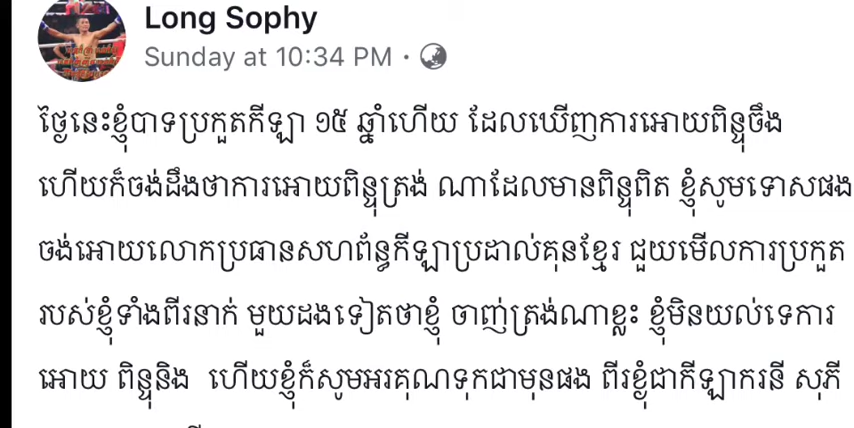 Long Sophy
Sunday at 10:34 PM ·
ថ្ងៃនេះខ្ញុំបាទប្រកួតកីឡា ១៥ ឆ្នាំហើយ ដែលឃើញការអោយពិន្ទុចឹង
ហើយក៏ចង់ដឹងថាការអោយពិន្ទុត្រង់ ណាដែលមានពិន្ទុពិត ខ្ញុំសូមទោសផង
ចង់អោយលោកប្រធានសហព័ន្ធកីឡាប្រដាល់គុនខ្មែរ ជួយមើលការប្រកួត
របស់ខ្ញុំទាំងពីរនាក់ មួយដងទៀតថាខ្ញុំ ចាញ់ត្រង់ណាខ្លះ ខ្ញុំមិនយល់ទេការ
អោយ ពិន្ទុនិង ហើយខ្ញុំក៏សូមអរគុណទុកជាមុនផង ពីរខ្ញុំជាកីឡាករនី សុភី